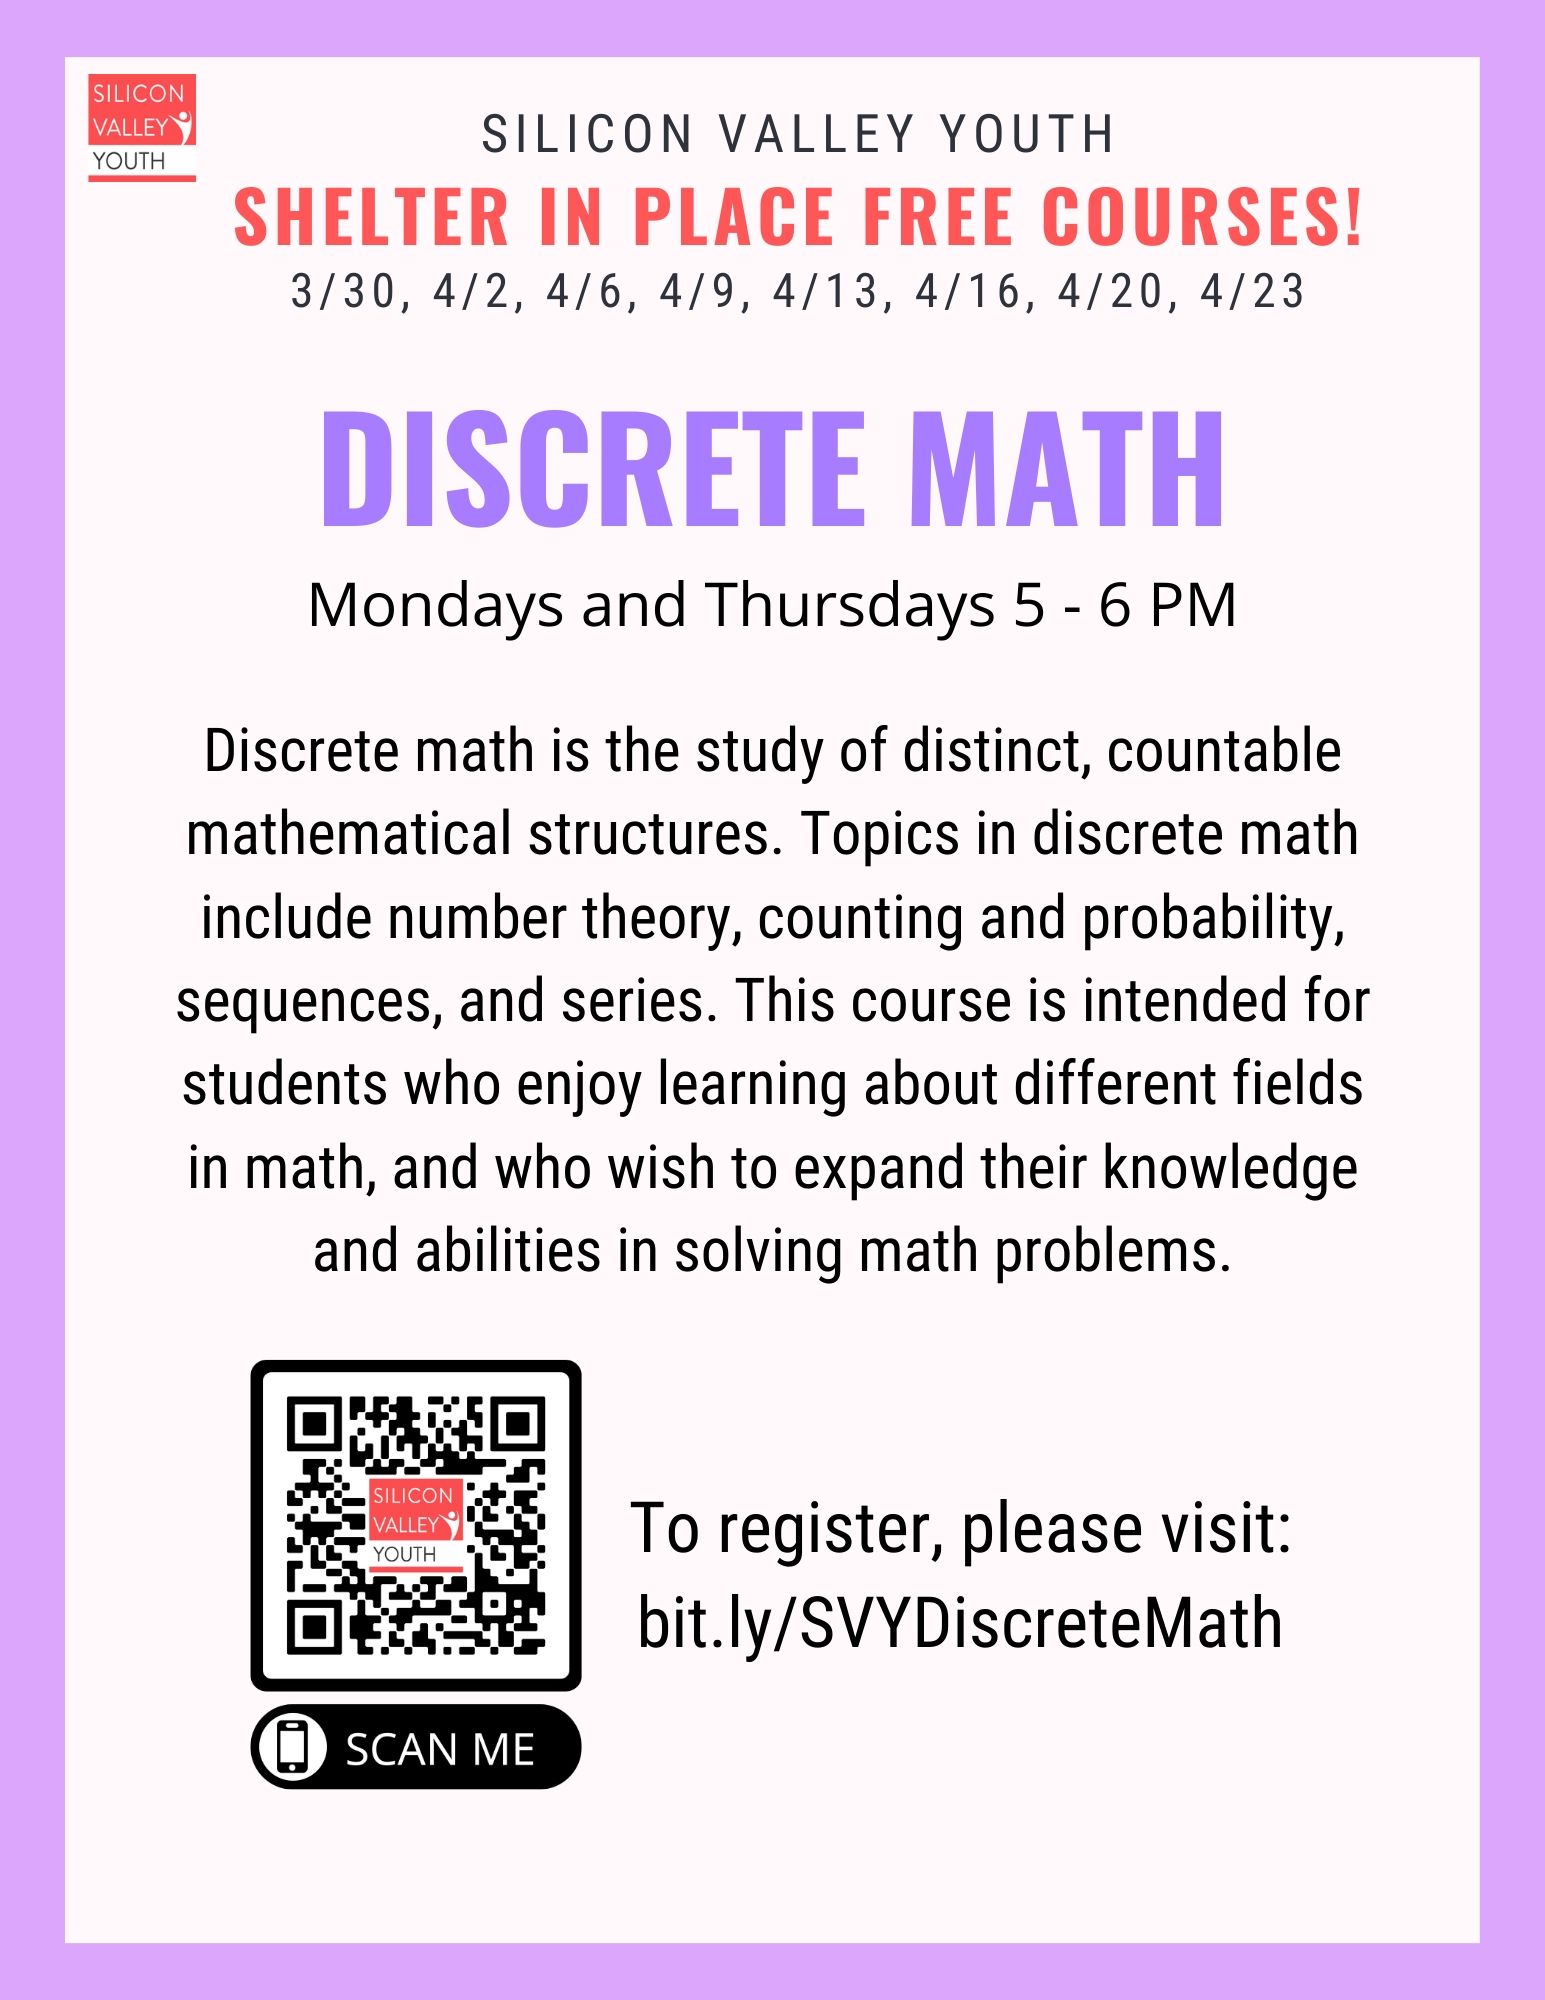 SILICON
VALLEY
YOUTH
SILICON VALLEY YOUTH
SHELTER IN PLACE FREE COURSES!
3/30, 4/2, 4/6, 4/9, 4/13, 4/16, 4/20, 4/23
DISCRETE MATH
Mondays and Thursdays 5 - 6 PM
Discrete math is the study of distinct, countable
mathematical structures. Topics in discrete math
include number theory, counting and probability,
sequences, and series. This course is intended for
students who enjoy learning about different fields
in math, and who wish to expand their knowledge
and abilities in solving math problems.
SILICON
VALLEY
YOUTH
To register, please visit:
bit.ly/SVYDiscreteMath
SCAN ME